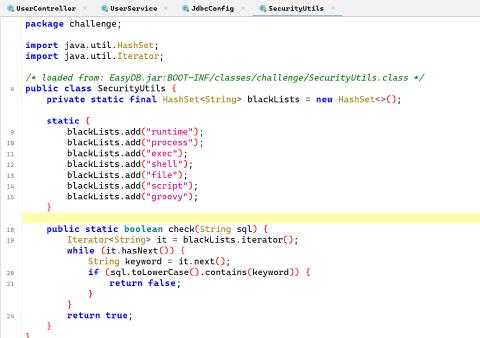 UserController UserService JdbcConfig SecurityUtils
package challenge;
import java.util.HashSet;
import java.util.Iterator;
/* loaded from: EasyDB.jar:BOOT-INF/classes/challenge/SecurityUtils.class */
public class SecurityUtils {
private static final HashSet<String> blackLists = new HashSet<>();
static {
9 blackLists.add("runtime");
10 blackLists.add("process");
11 blackLists.add("exec");
12 blackLists.add("shell");
13 blackLists.add("file");
14 blackLists.add("script");
16 blackLists.add("groovy");
}
18 public static boolean check(String sql) {
19 Iterator<String> it = blackLists.iterator();
while (it.hasNext()) {
String keyword = it.next();
20 if (sql.toLowerCase().contains(keyword)) {
21 return false;
}
}
24 return true;
}
}